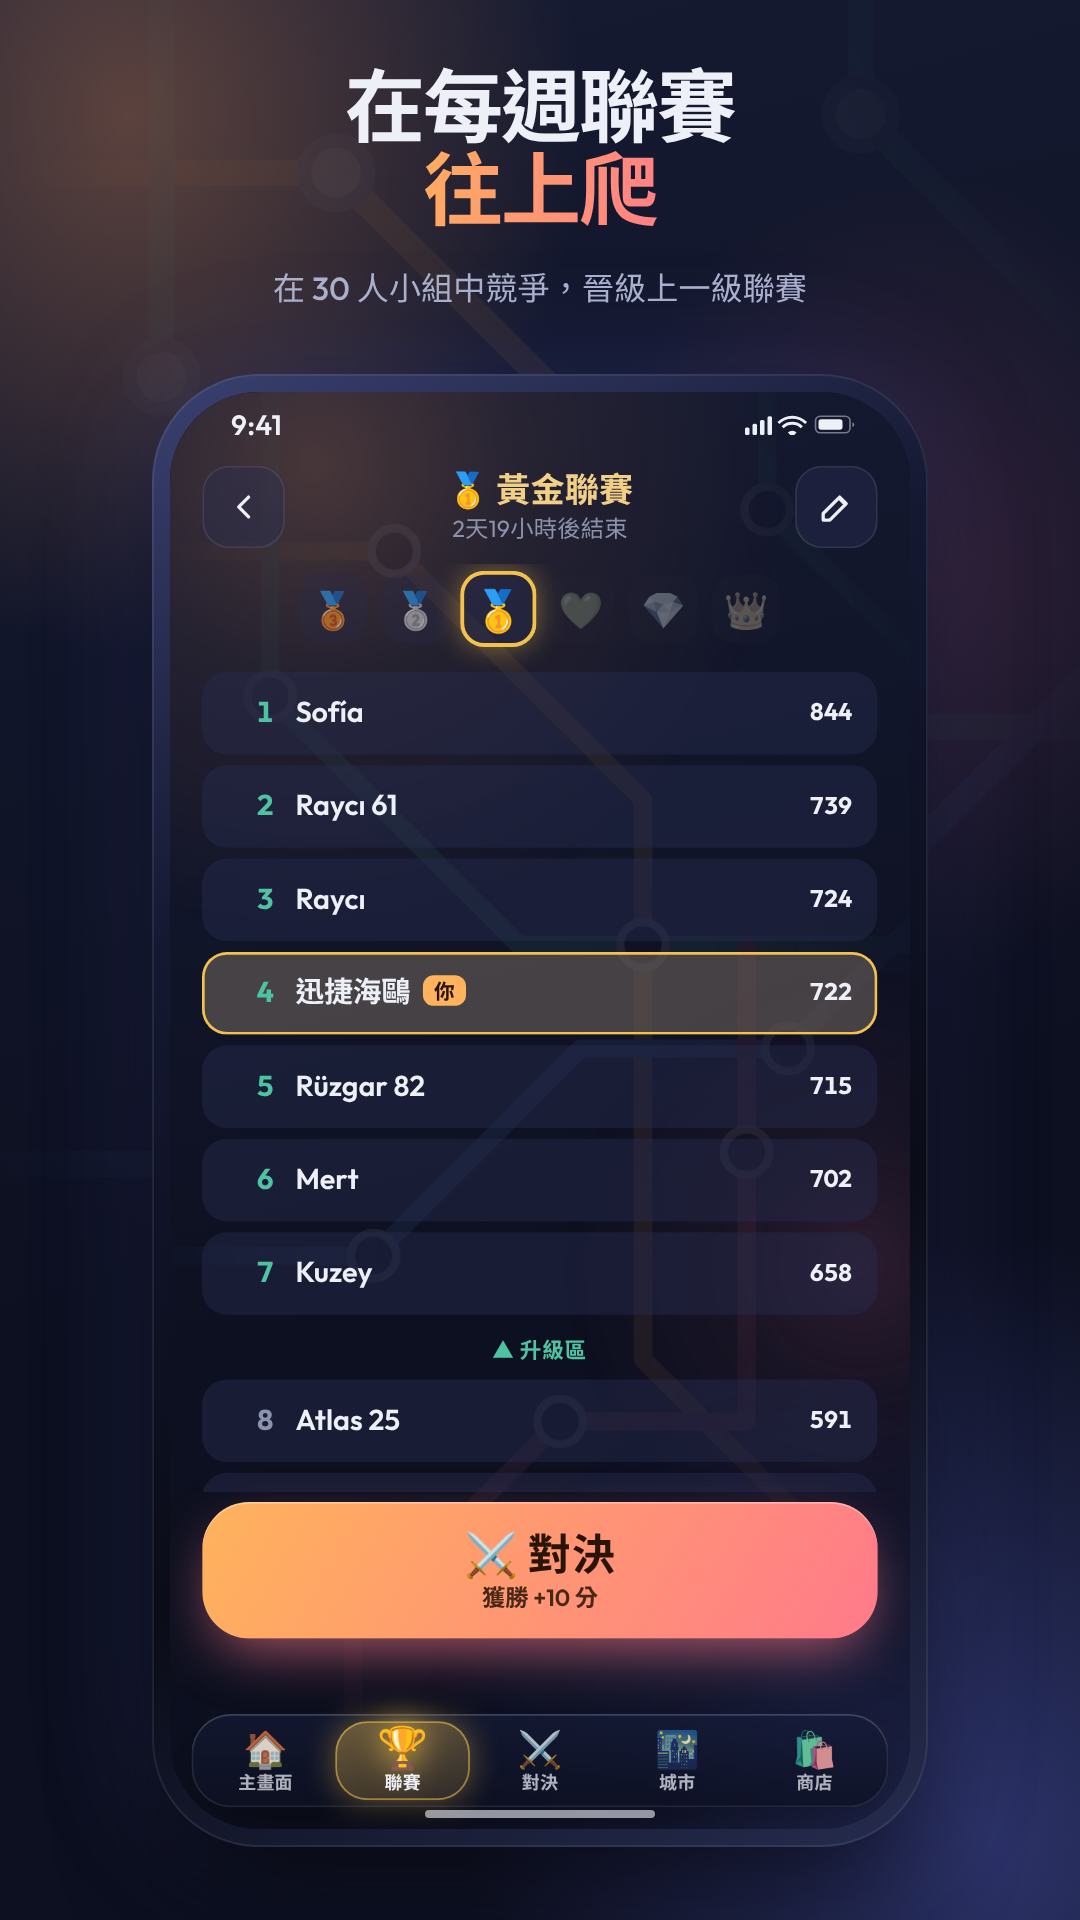 在每週聯賽
往上爬
在 30 人小組中競爭，晉級上一級聯賽
9:41
🥇 黃金聯賽
2天19小時後結束
1 Sofía 844
2 Raycı 61 739
3 Raycı 724
4 迅捷海鷗 你 722
5 Rüzgar 82 715
6 Mert 702
7 Kuzey 658
▲ 升級區
8 Atlas 25 591
⚔️ 對決
獲勝 +10 分
主畫面 聯賽 對決 城市 商店